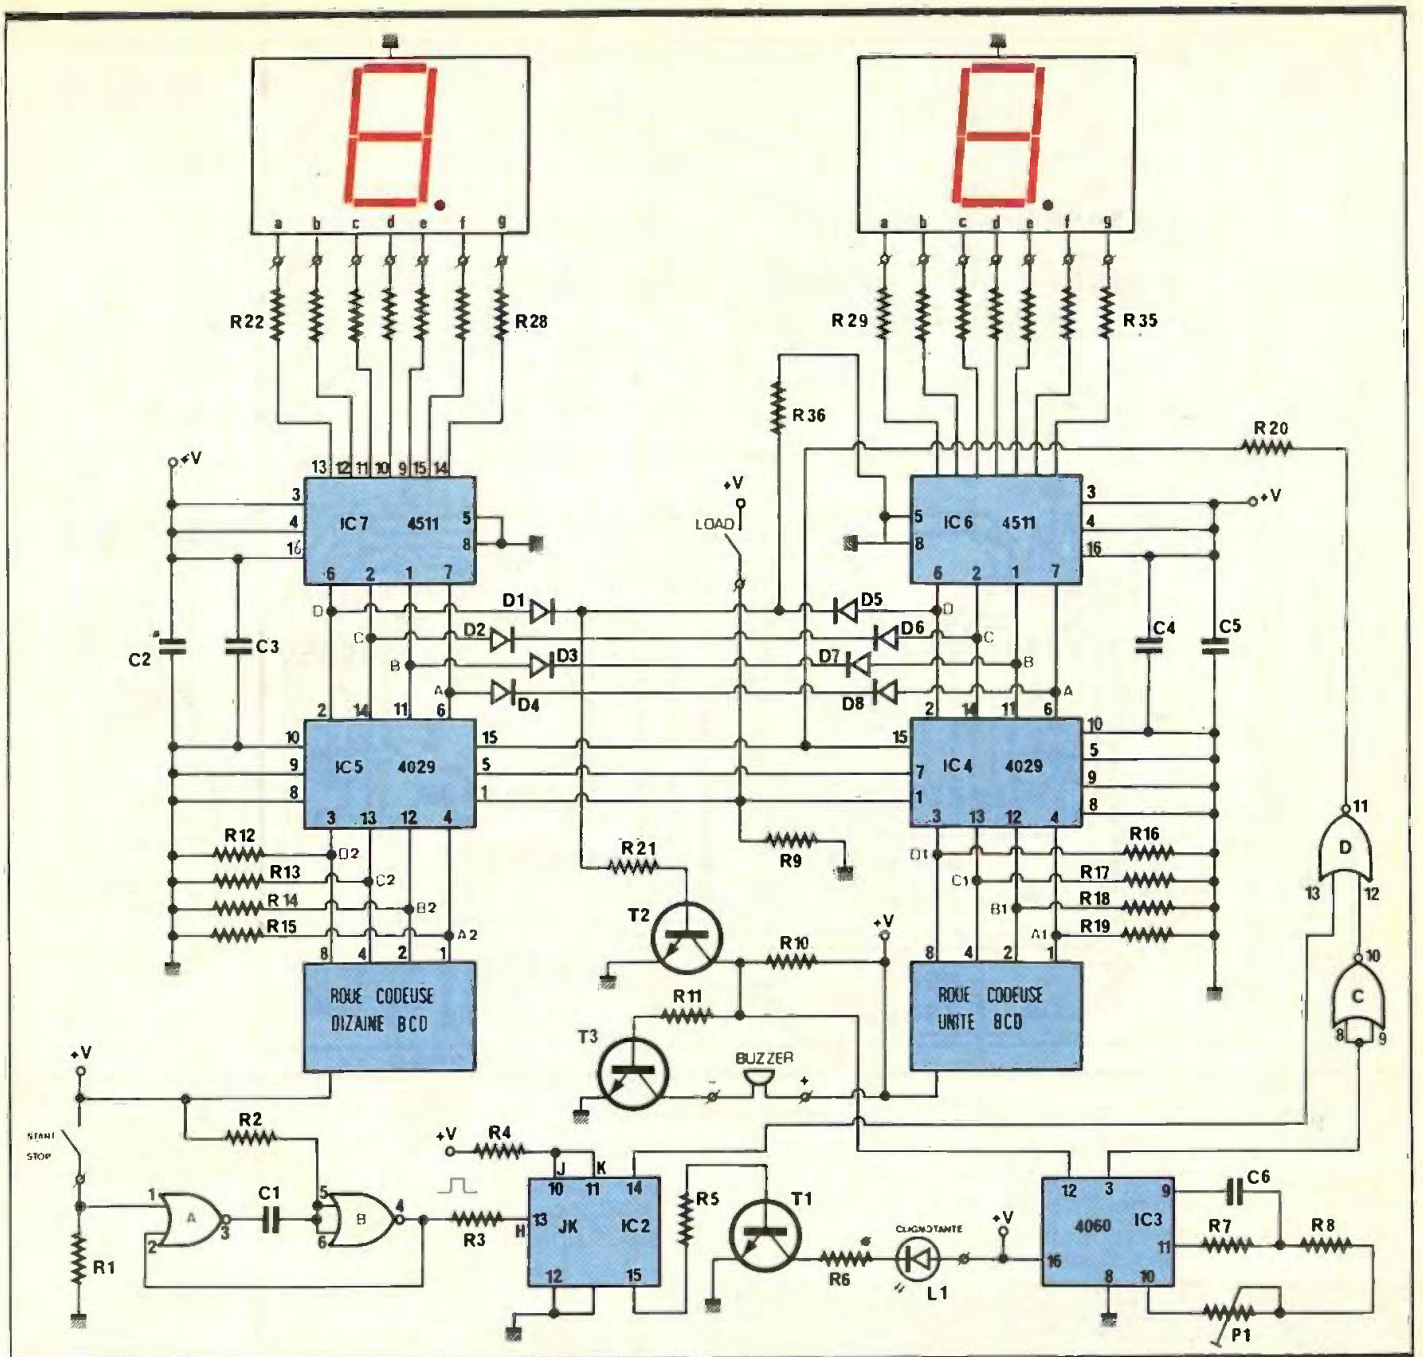 a b c d e f g
a b c d e f g
R22 R28
R29 R35
R36
R20
+V
13 12 11 10 9 15 14
3
4
16
IC7 4511
5
8
6 2 1 7
+V
LOAD
5
8
IC6 4511
3
4
16
6 2 1 7
+V
D D1 D5 D
C D2 D6 C
B D3 D7 B
A D4 D8 A
C2 C3
C4 C5
2 14 11 6
10
9
8
IC5 4029
15
5
1
3 13 12 4
2 14 11 6
15
7
1
IC4 4029
10
5
9
8
3 13 12 4
R12 D2
R13 C2
R14 B2
R15 A2
R21
R9
D1 R16
C1 R17
B1 R18
A1 R19
11
D
13 12
10
C
8 9
8 4 2 1
ROUE CODEUSE
DIZAINE BCD
T2
R10
+V
R11
T3
BUZZER
- +
8 4 2 1
ROUE CODEUSE
UNITE BCD
+V
START
STOP
R1
R2
1
2
A
3
C1
5
6
B
4
R3
+V
R4
J K
10 11 14
H 13 JK IC2
12 15
R5
T1
R6
CLIGNOTANTE
L1
+V
12 3 9
4060 IC3
16 11
8 10
C6
R7 R8
P1